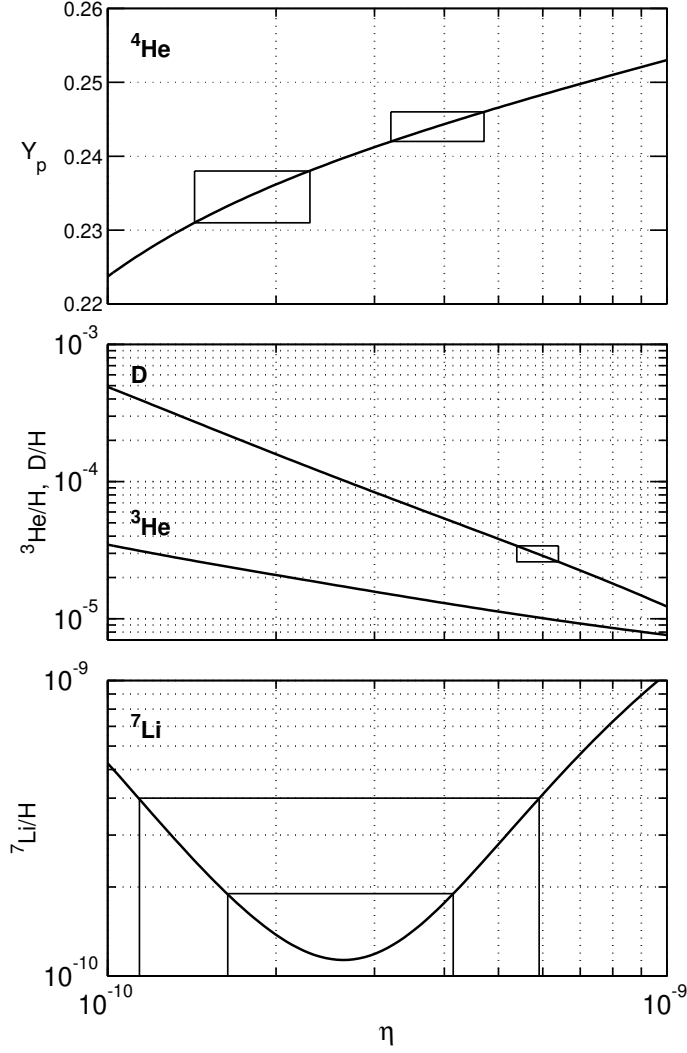 0.26
⁴He
0.25
Yₚ
0.24
0.23
0.22
10⁻³
D
³He/H, D/H
10⁻⁴
³He
10⁻⁵
10⁻⁹
⁷Li
⁷Li/H
10⁻¹⁰
10⁻¹⁰
10⁻⁹
η